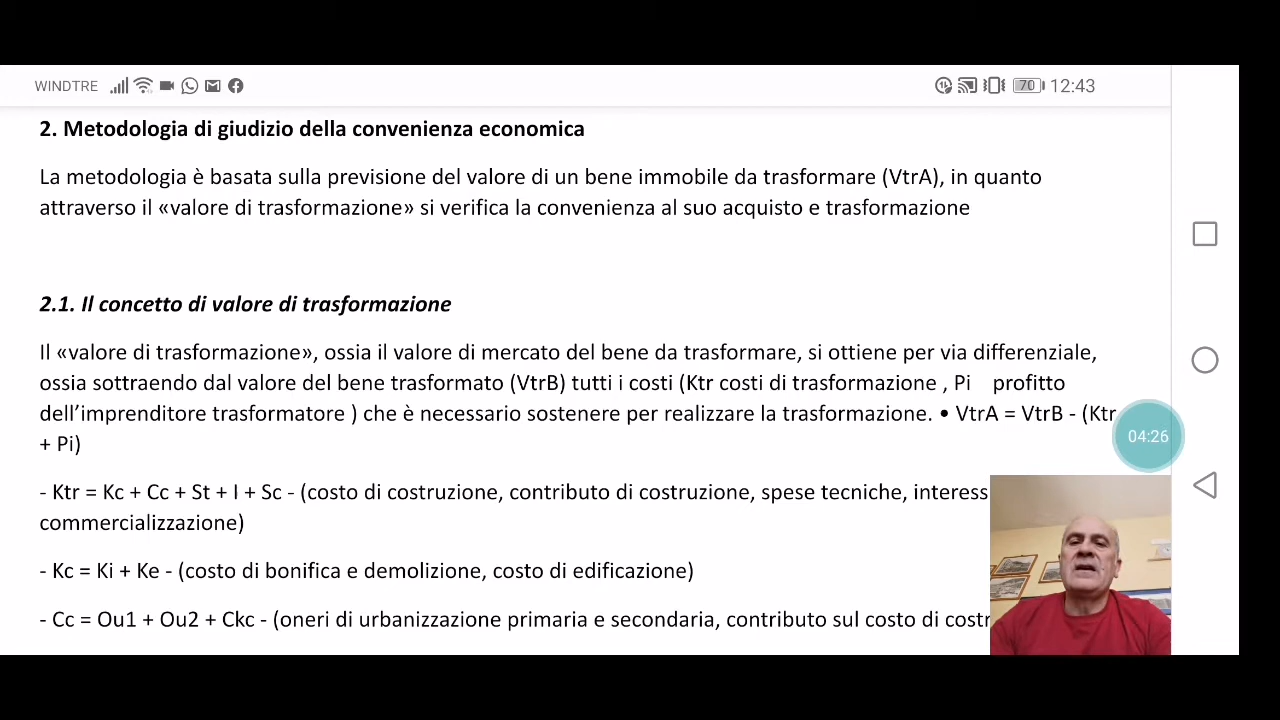 WINDTRE 70 12:43
2. Metodologia di giudizio della convenienza economica
La metodologia è basata sulla previsione del valore di un bene immobile da trasformare (VtrA), in quanto
attraverso il «valore di trasformazione» si verifica la convenienza al suo acquisto e trasformazione
2.1. Il concetto di valore di trasformazione
Il «valore di trasformazione», ossia il valore di mercato del bene da trasformare, si ottiene per via differenziale,
ossia sottraendo dal valore del bene trasformato (VtrB) tutti i costi (Ktr costi di trasformazione , Pi profitto
dell'imprenditore trasformatore ) che è necessario sostenere per realizzare la trasformazione. • VtrA = VtrB - (Ktr
+ Pi)
04:26
- Ktr = Kc + Cc + St + I + Sc - (costo di costruzione, contributo di costruzione, spese tecniche, interess
commercializzazione)
- Kc = Ki + Ke - (costo di bonifica e demolizione, costo di edificazione)
- Cc = Ou1 + Ou2 + Ckc - (oneri di urbanizzazione primaria e secondaria, contributo sul costo di costr